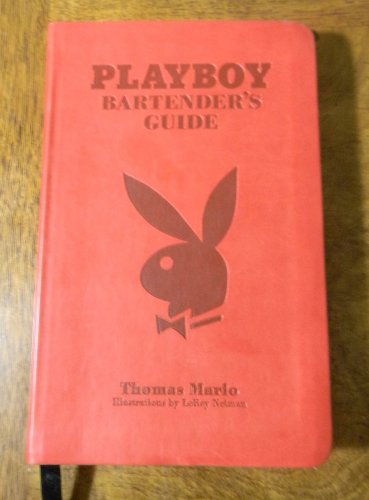 PLAYBOY
BARTENDER'S
GUIDE
Thomas Mario
Illustrations by LeRoy Neiman